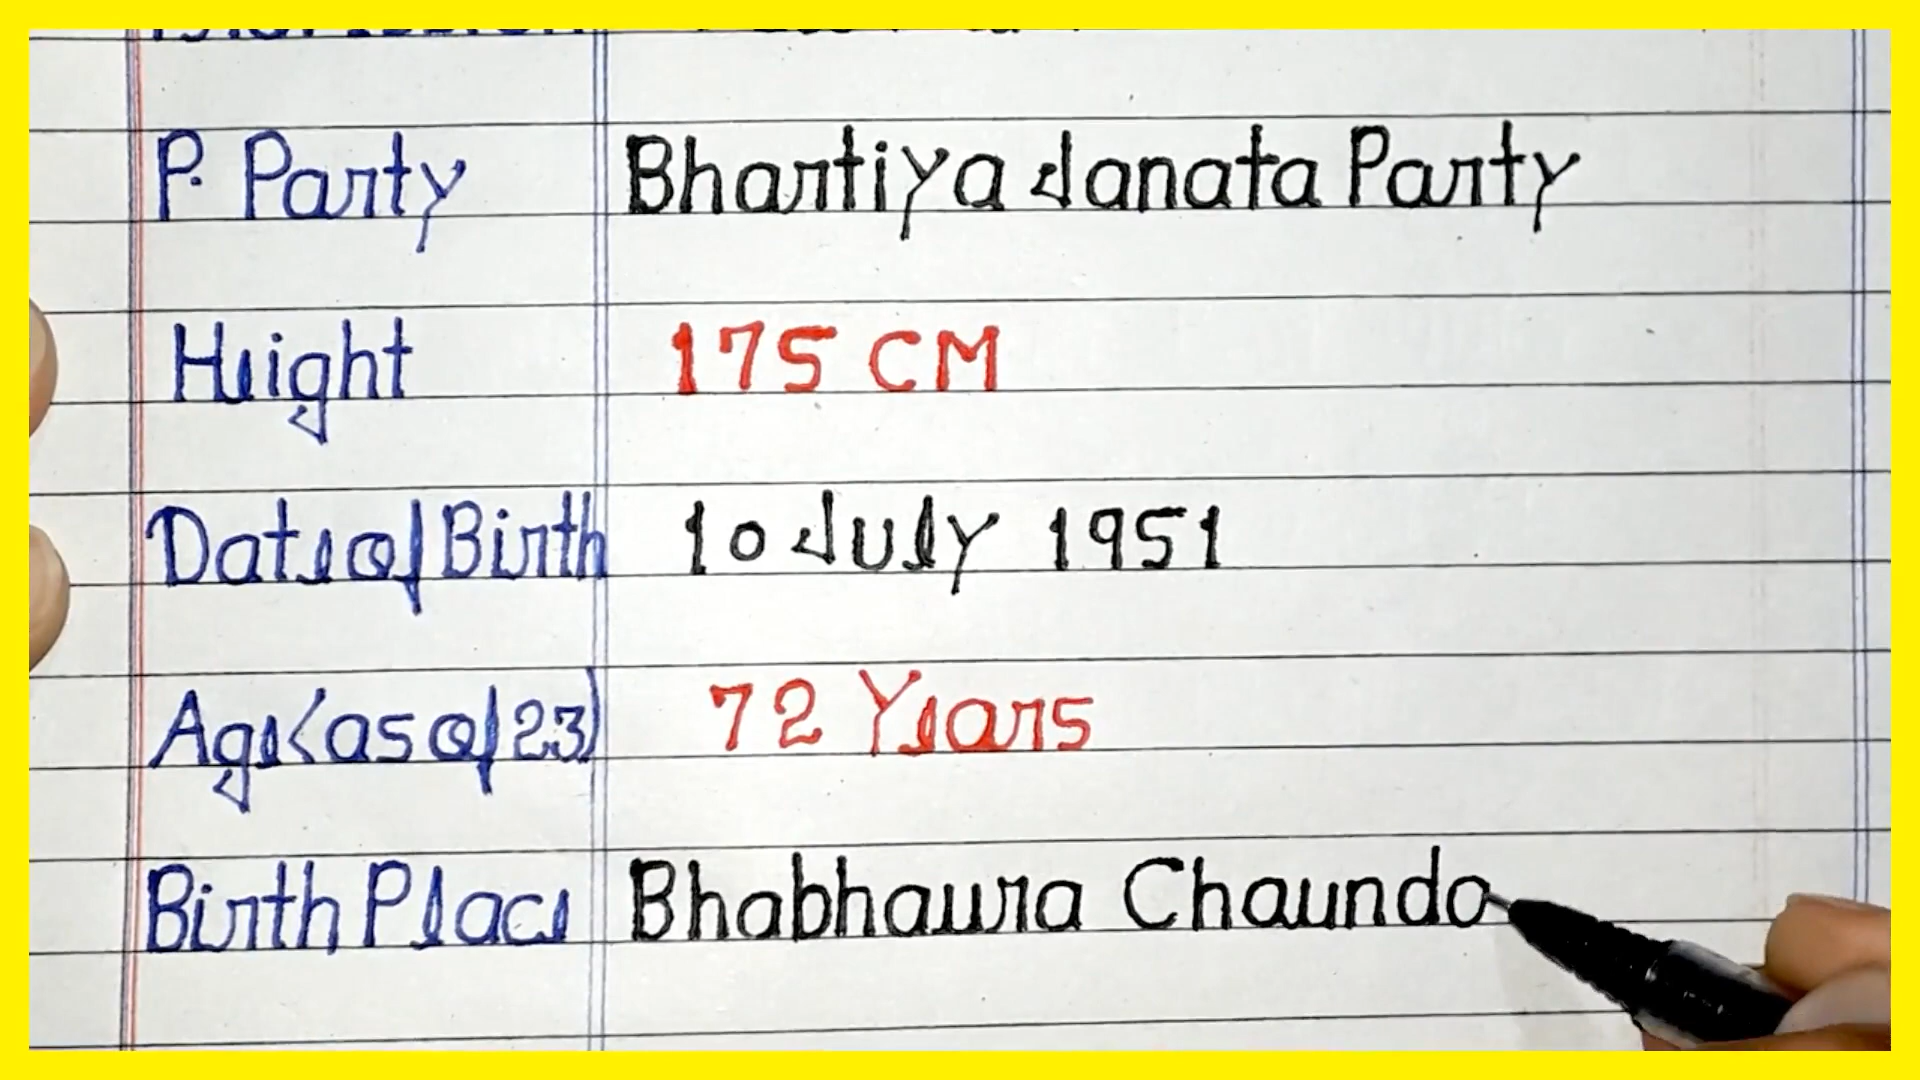 P. Party Bhartiya Janata Party
Height 175 CM
Date of Birth 10 July 1951
Age(as of 23) 72 Years
Birth Place Bhabhaura Chaundo